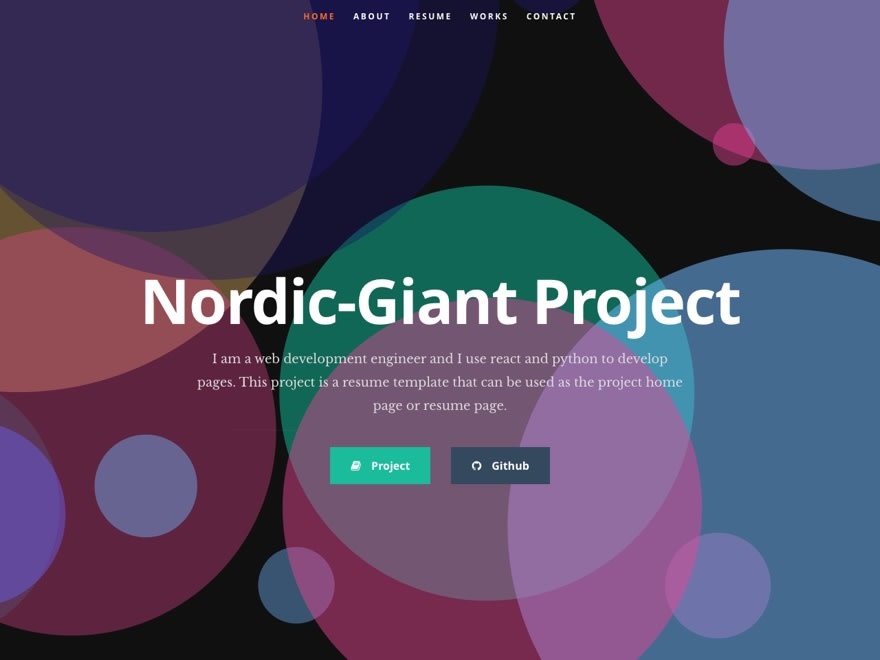 HOME ABOUT RESUME WORKS CONTACT
Nordic-Giant Project
I am a web development engineer and I use react and python to develop
pages. This project is a resume template that can be used as the project home
page or resume page.
Project Github